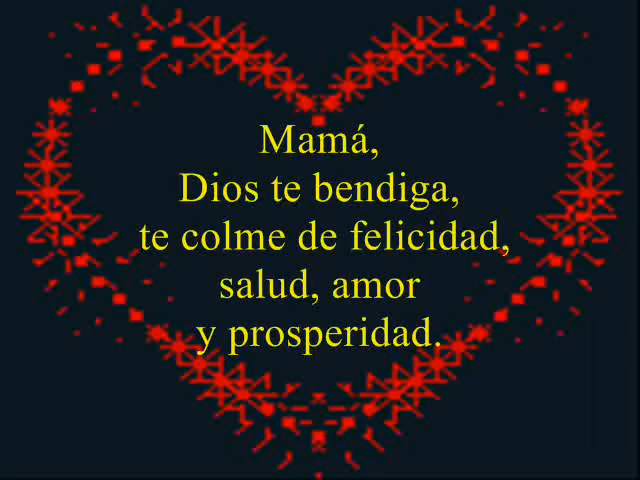 Mamá,
Dios te bendiga,
te colme de felicidad,
salud, amor
y prosperidad.